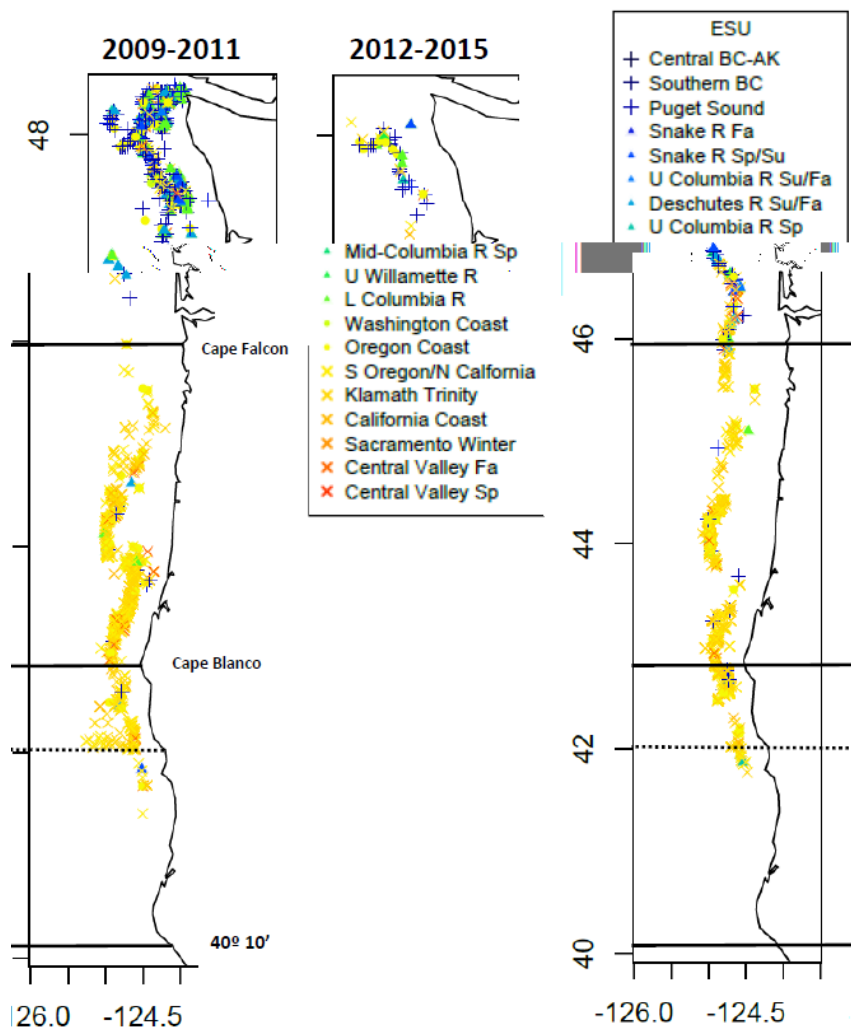 2009-2011
2012-2015
48
ESU
Central BC-AK
Southern BC
Puget Sound
Snake R Fa
Snake R Sp/Su
U Columbia R Su/Fa
Deschutes R Su/Fa
U Columbia R Sp
Mid-Columbia R Sp
U Willamette R
L Columbia R
Washington Coast
Oregon Coast
S Oregon/N Calfornia
Klamath Trinity
California Coast
Sacramento Winter
Central Valley Fa
Central Valley Sp
Cape Falcon
Cape Blanco
40º 10’
46
44
42
40
126.0 -124.5
-126.0 -124.5